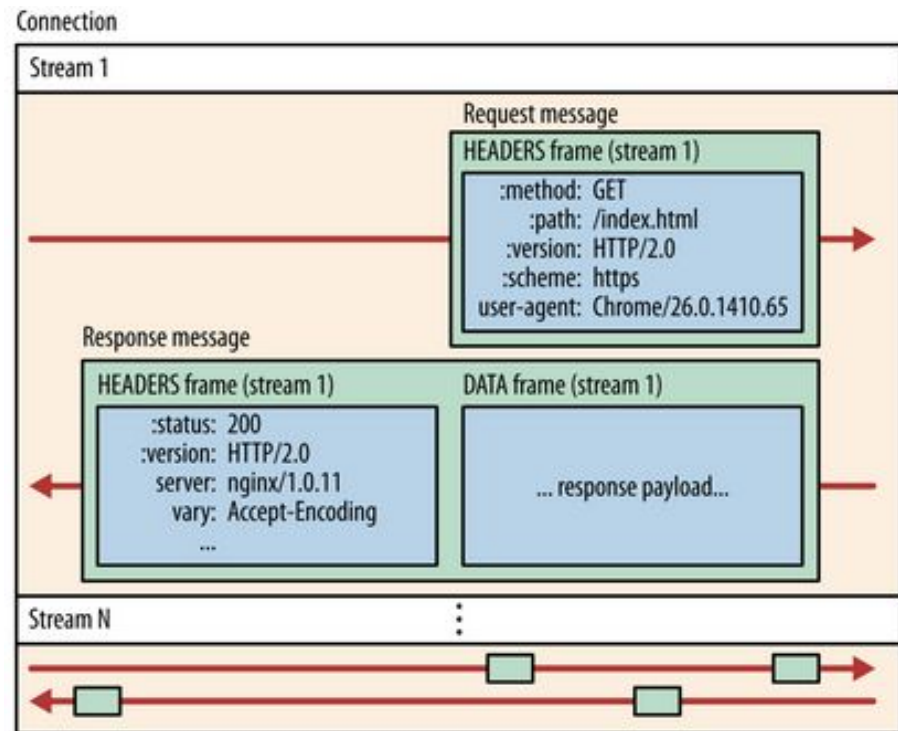 Connection
Stream 1
Request message
HEADERS frame (stream 1)
:method: GET
:path: /index.html
:version: HTTP/2.0
:scheme: https
user-agent: Chrome/26.0.1410.65
Response message
HEADERS frame (stream 1)
:status: 200
:version: HTTP/2.0
server: nginx/1.0.11
vary: Accept-Encoding
...
DATA frame (stream 1)
... response payload...
Stream N